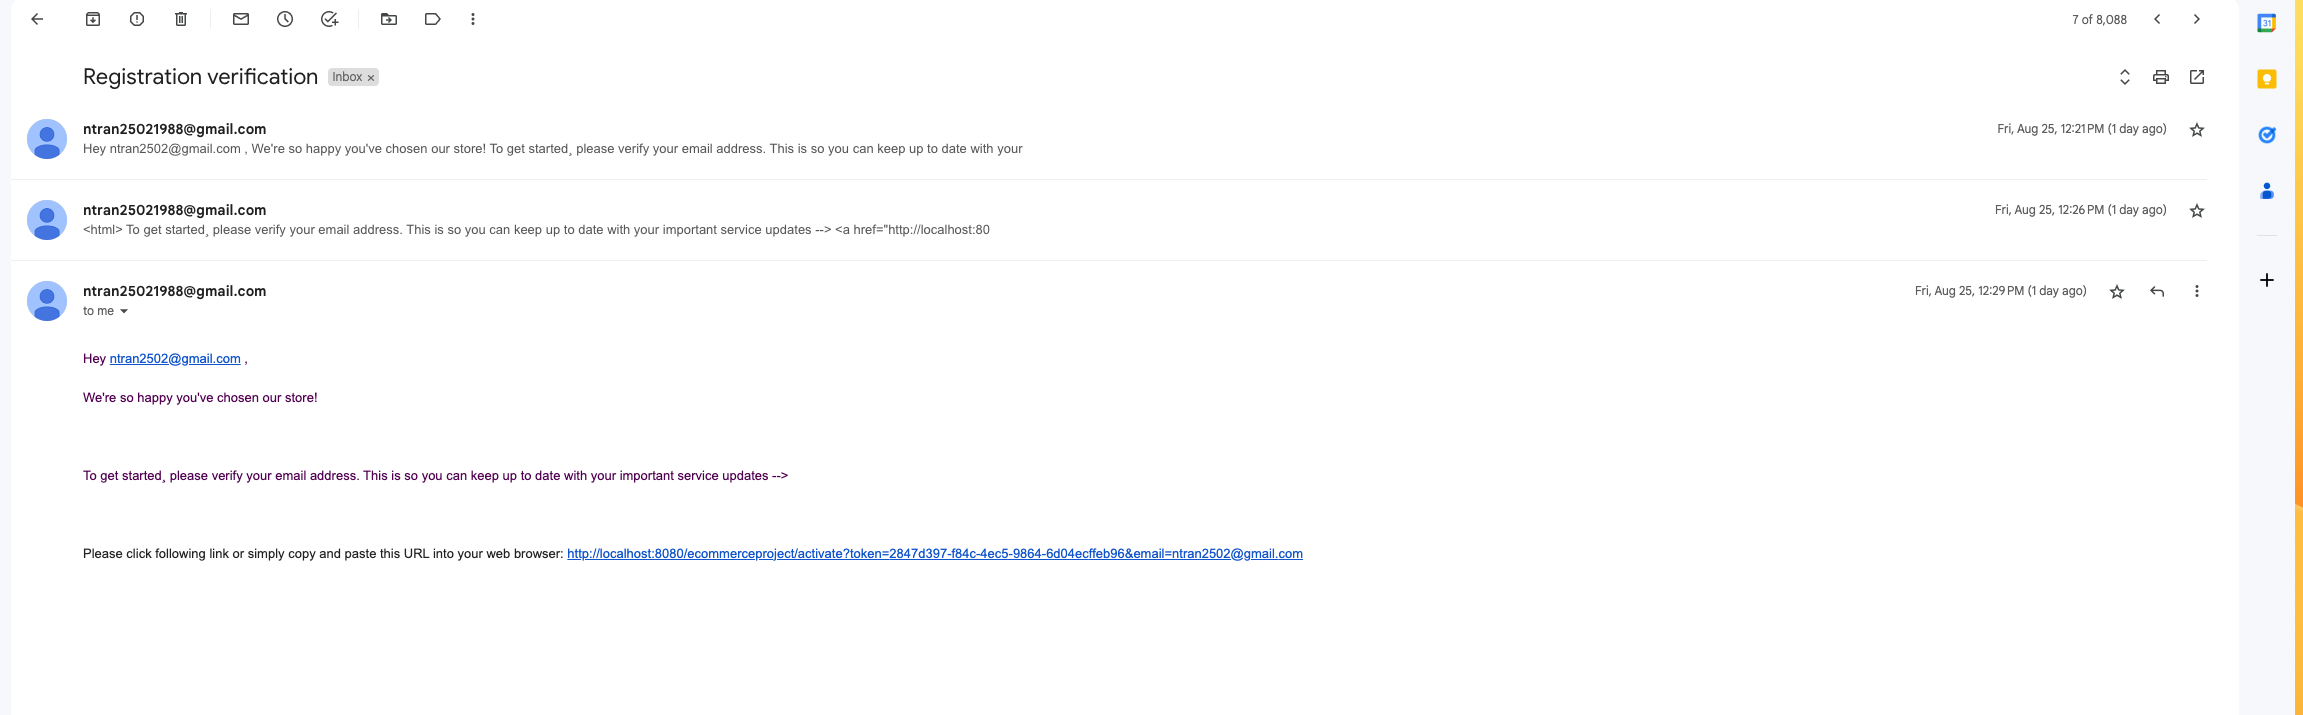 7 of 8,088
31
Registration verification Inbox ×
ntran25021988@gmail.com Fri, Aug 25, 12:21 PM (1 day ago)
Hey ntran2502@gmail.com , We're so happy you've chosen our store! To get started¸ please verify your email address. This is so you can keep up to date with your
ntran25021988@gmail.com Fri, Aug 25, 12:26 PM (1 day ago)
<html> To get started¸ please verify your email address. This is so you can keep up to date with your important service updates --> <a href="http://localhost:80
ntran25021988@gmail.com Fri, Aug 25, 12:29 PM (1 day ago)
to me
Hey ntran2502@gmail.com ,
We're so happy you've chosen our store!
To get started¸ please verify your email address. This is so you can keep up to date with your important service updates -->
Please click following link or simply copy and paste this URL into your web browser: http://localhost:8080/ecommerceproject/activate?token=2847d397-f84c-4ec5-9864-6d04ecffeb96&email=ntran2502@gmail.com